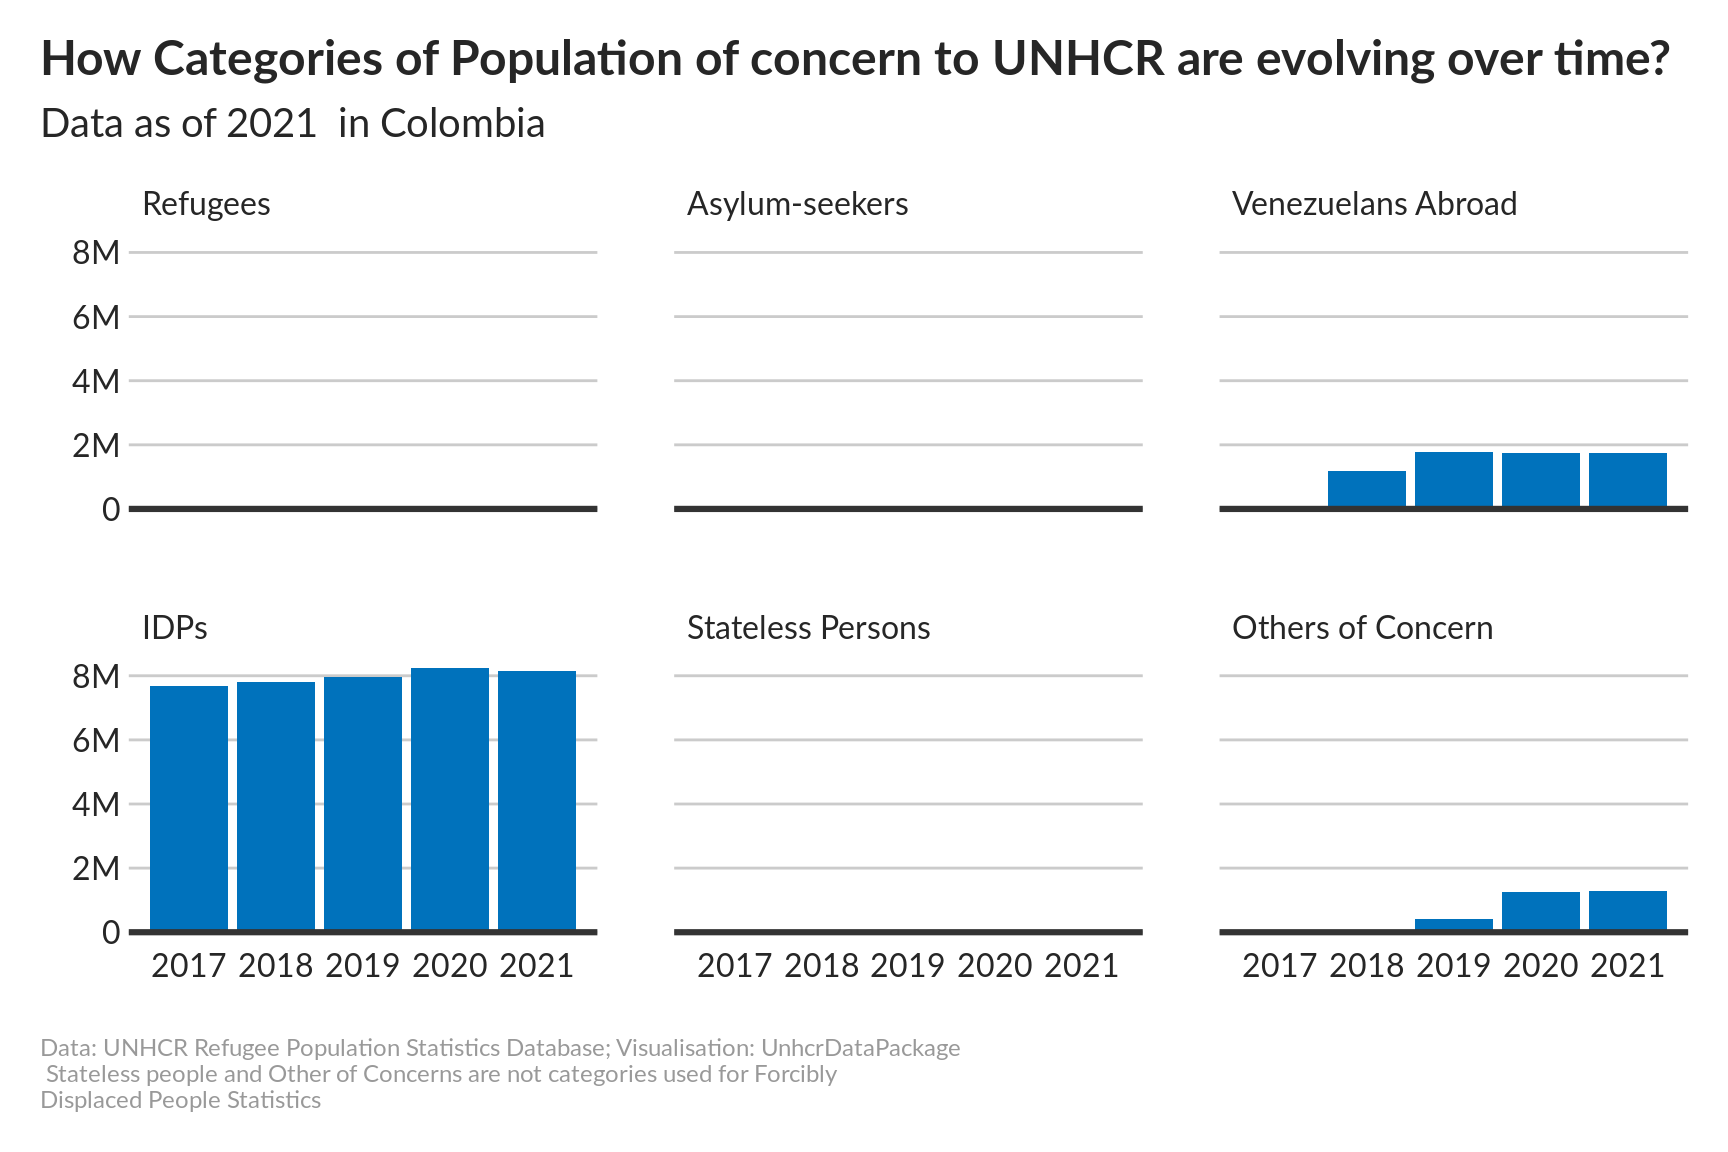 How Categories of Population of concern to UNHCR are evolving over time?
Data as of 2021  in Colombia
Refugees
Asylum-seekers
Venezuelans Abroad
8M
6M
4M
2M
0
IDPs
Stateless Persons
Others of Concern
8M
6M
4M
2M
0
2017 2018 2019 2020 2021
2017 2018 2019 2020 2021
2017 2018 2019 2020 2021
Data: UNHCR Refugee Population Statistics Database; Visualisation: UnhcrDataPackage
Stateless people and Other of Concerns are not categories used for Forcibly
Displaced People Statistics